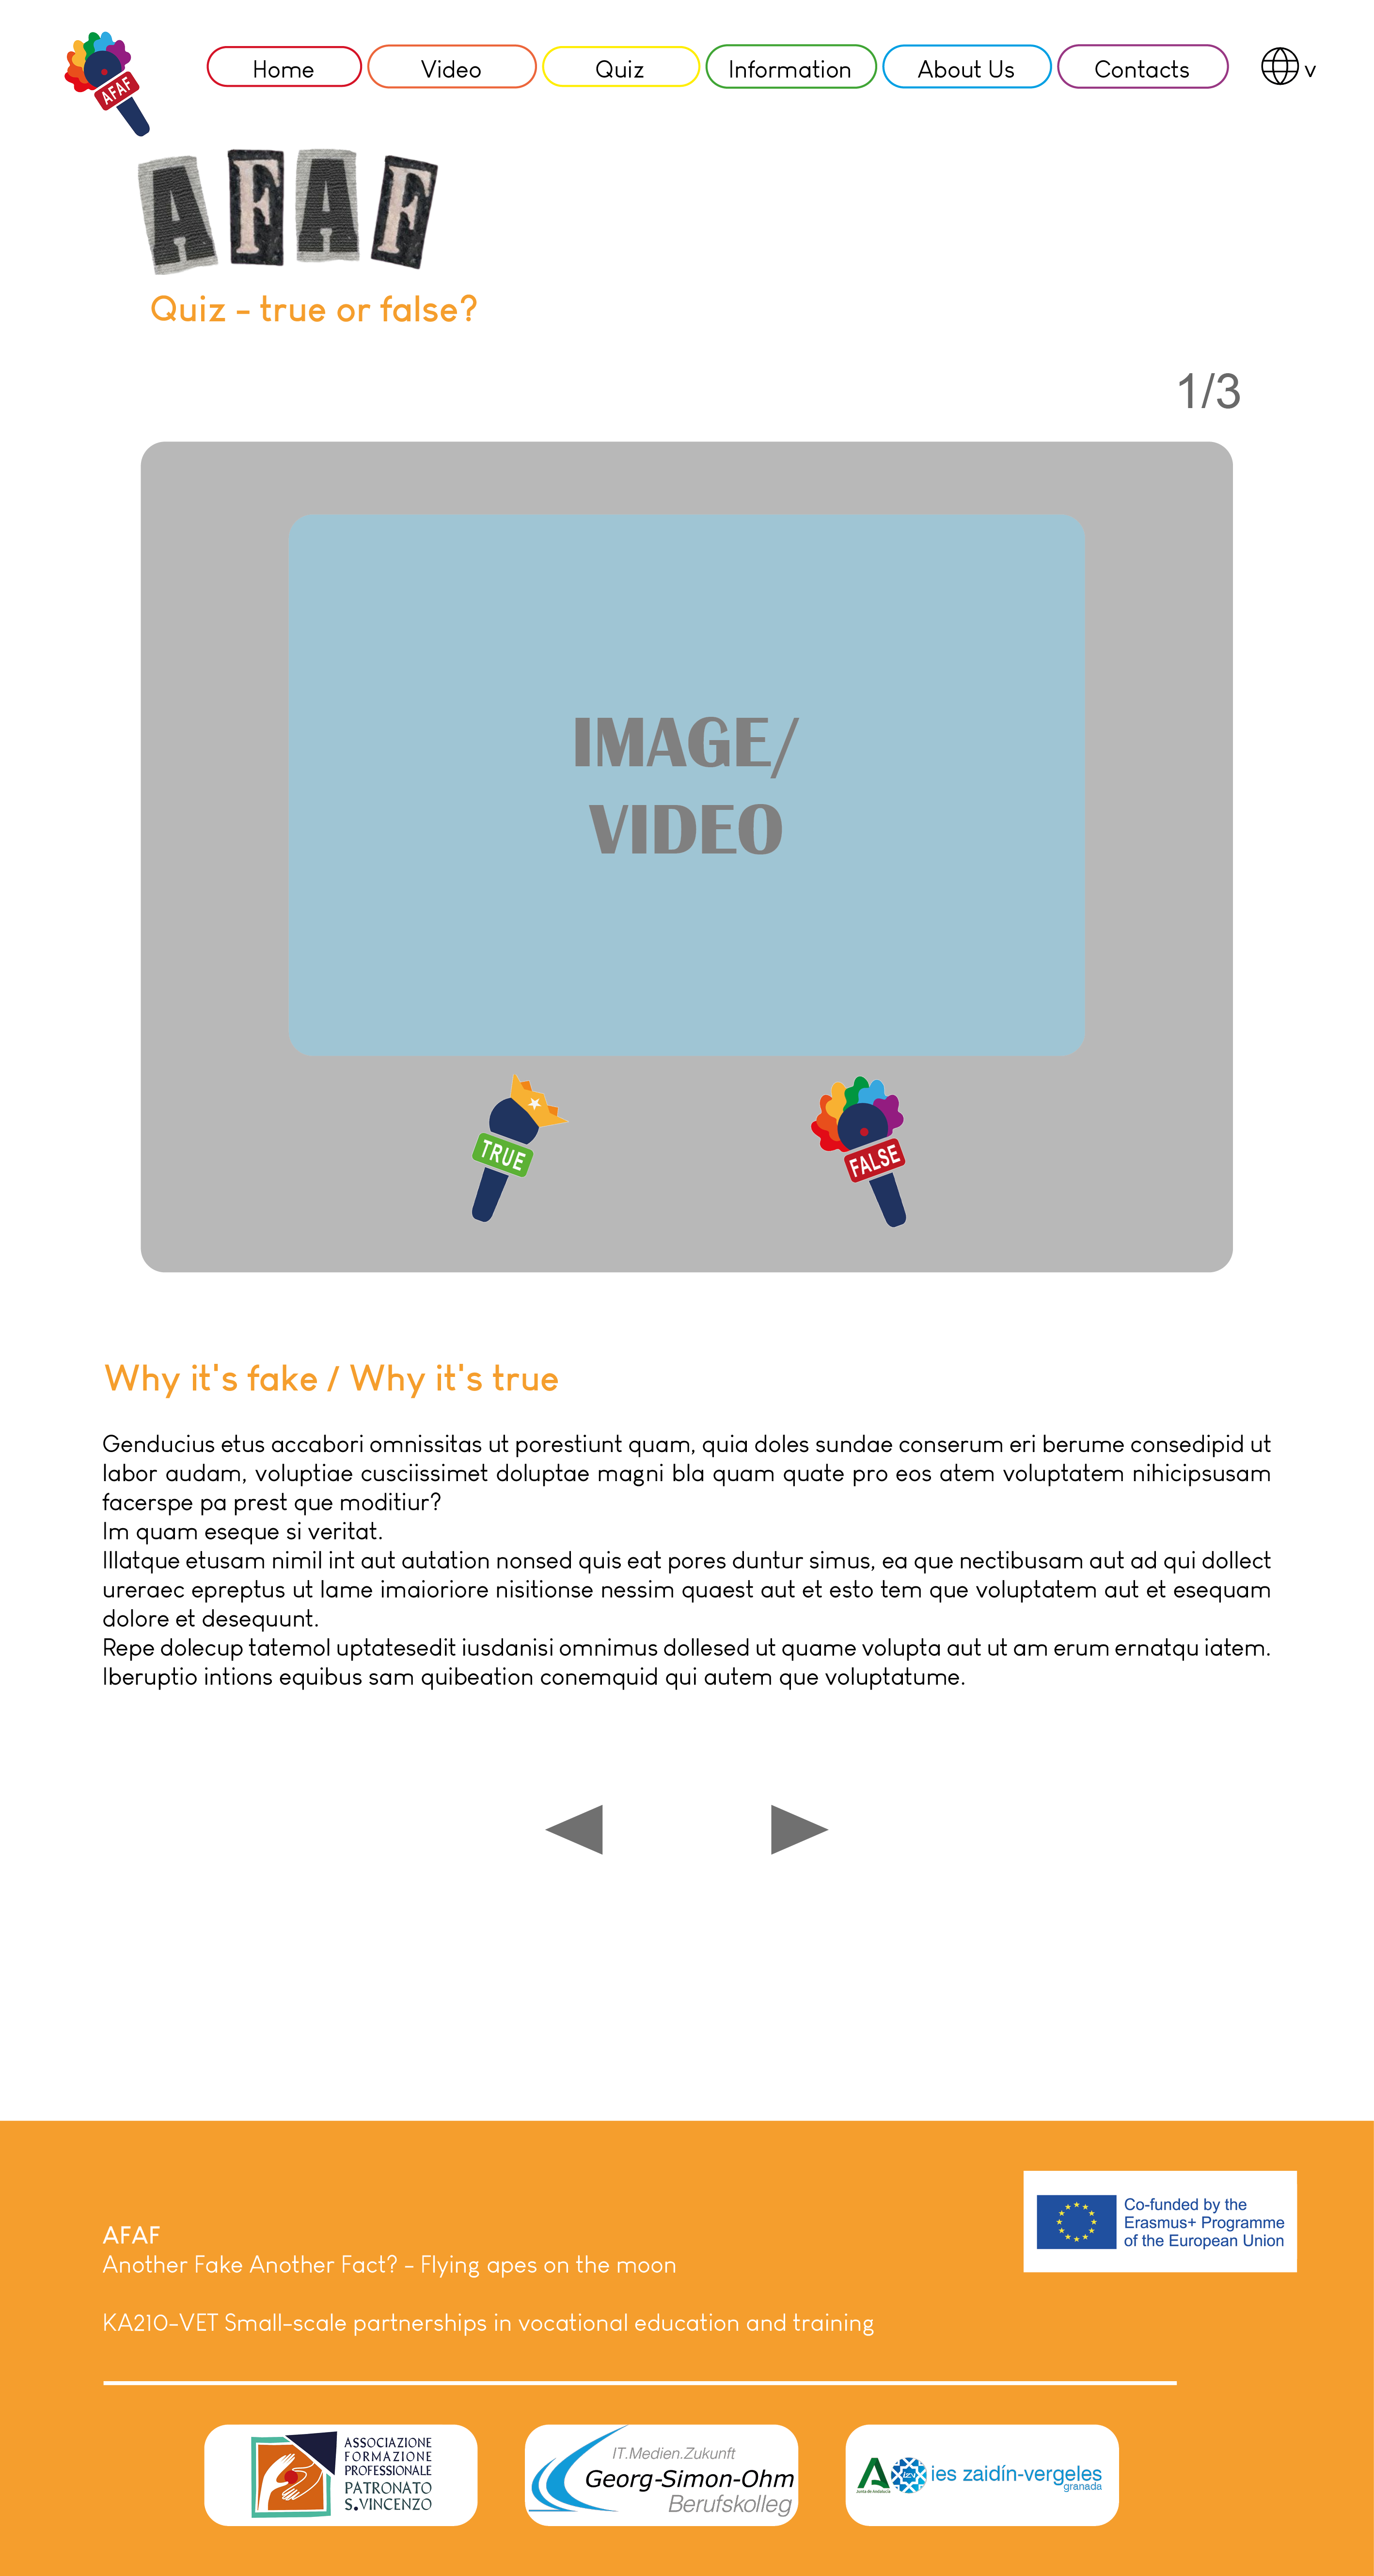 AFAF
Home
Video
Quiz
Information
About Us
Contacts
v
AFAF
Quiz - true or false?
1/3
IMAGE/
VIDEO
TRUE
FALSE
Why it's fake / Why it's true
Genducius etus accabori omnissitas ut porestiunt quam, quia doles sundae conserum eri berume consedipid ut
labor audam, voluptiae cusciissimet doluptae magni bla quam quate pro eos atem voluptatem nihicipsusam
facerspe pa prest que moditiur?
Im quam eseque si veritat.
Illatque etusam nimil int aut autation nonsed quis eat pores duntur simus, ea que nectibusam aut ad qui dollect
ureraec epreptus ut lame imaioriore nisitionse nessim quaest aut et esto tem que voluptatem aut et esequam
dolore et desequunt.
Repe dolecup tatemol uptatesedit iusdanisi omnimus dollesed ut quame volupta aut ut am erum ernatqu iatem.
Iberuptio intions equibus sam quibeation conemquid qui autem que voluptatume.
Co-funded by the
Erasmus+ Programme
of the European Union
AFAF
Another Fake Another Fact? - Flying apes on the moon
KA210-VET Small-scale partnerships in vocational education and training
ASSOCIAZIONE
FORMAZIONE
PROFESSIONALE
PATRONATO
S.VINCENZO
IT.Medien.Zukunft
Georg-Simon-Ohm
Berufskolleg
Junta de Andalucía
ies zaidín-vergeles
granada